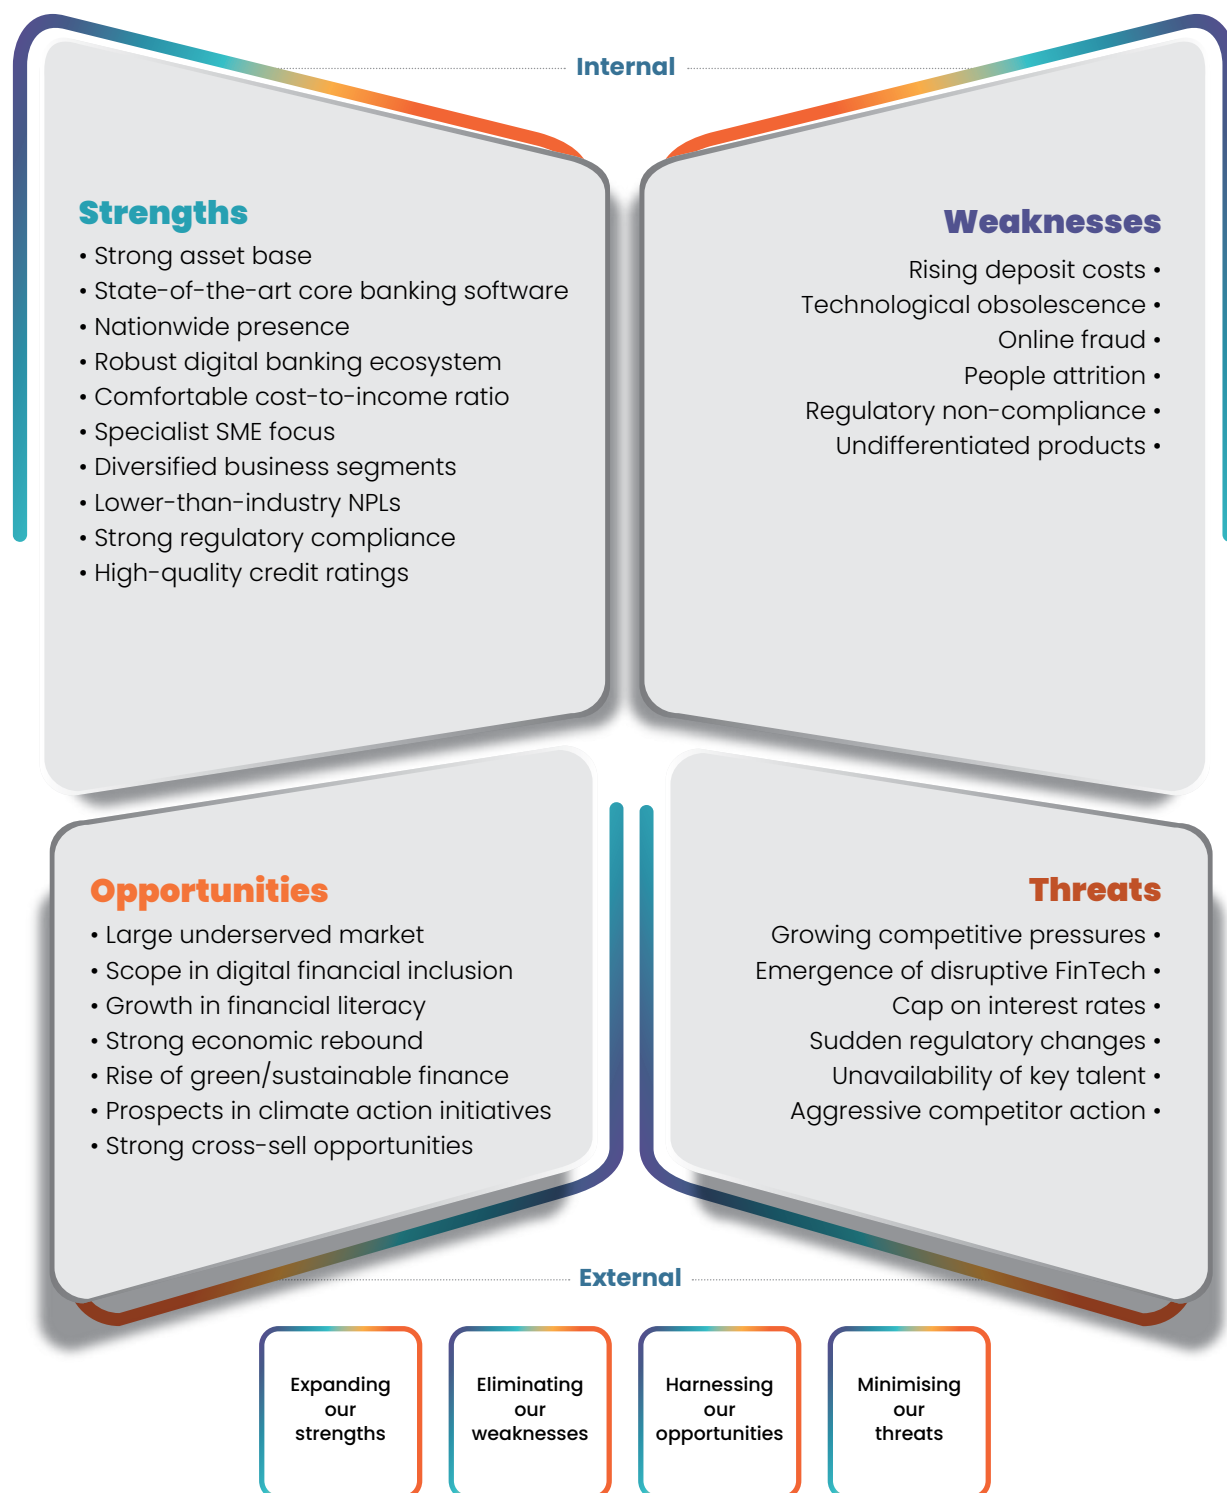 Internal
Strengths
• Strong asset base
• State-of-the-art core banking software
• Nationwide presence
• Robust digital banking ecosystem
• Comfortable cost-to-income ratio
• Specialist SME focus
• Diversified business segments
• Lower-than-industry NPLs
• Strong regulatory compliance
• High-quality credit ratings
Weaknesses
Rising deposit costs •
Technological obsolescence •
Online fraud •
People attrition •
Regulatory non-compliance •
Undifferentiated products •
Opportunities
• Large underserved market
• Scope in digital financial inclusion
• Growth in financial literacy
• Strong economic rebound
• Rise of green/sustainable finance
• Prospects in climate action initiatives
• Strong cross-sell opportunities
Threats
Growing competitive pressures •
Emergence of disruptive FinTech •
Cap on interest rates •
Sudden regulatory changes •
Unavailability of key talent •
Aggressive competitor action •
External
Expanding
our
strengths
Eliminating
our
weaknesses
Harnessing
our
opportunities
Minimising
our
threats